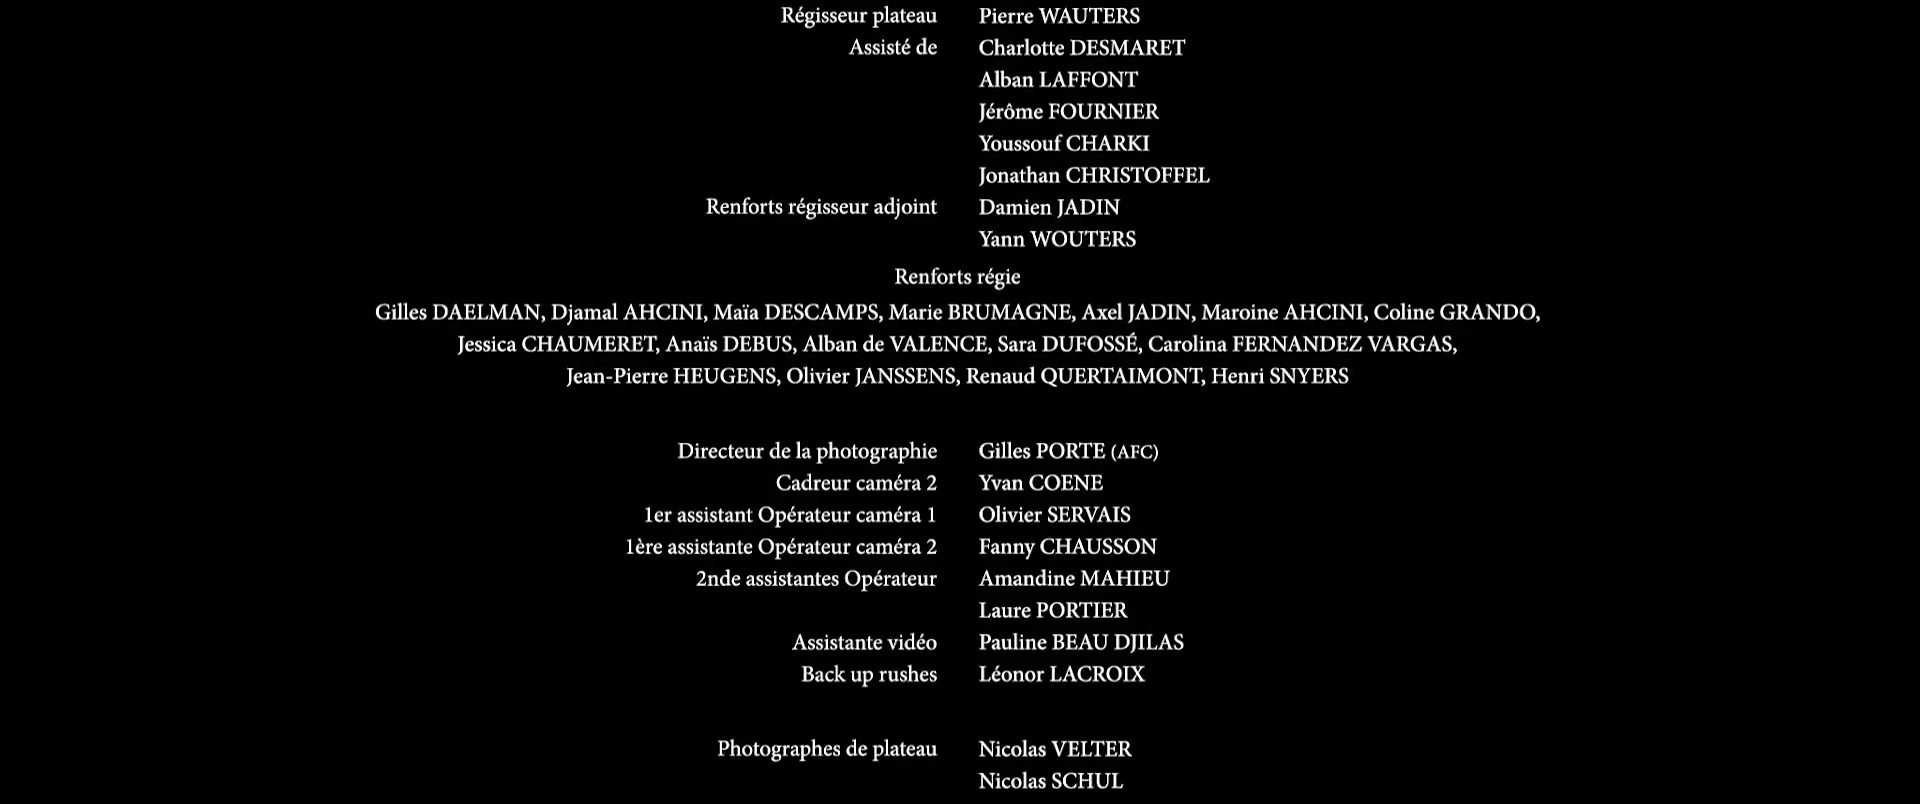 Régisseur plateau Pierre WAUTERS
Assisté de Charlotte DESMARET
Alban LAFFONT
Jérôme FOURNIER
Youssouf CHARKI
Jonathan CHRISTOFFEL
Renforts régisseur adjoint Damien JADIN
Yann WOUTERS
Renforts régie
Gilles DAELMAN, Djamal AHCINI, Maïa DESCAMPS, Marie BRUMAGNE, Axel JADIN, Maroine AHCINI, Coline GRANDO,
Jessica CHAUMERET, Anaïs DEBUS, Alban de VALENCE, Sara DUFOSSÉ, Carolina FERNANDEZ VARGAS,
Jean-Pierre HEUGENS, Olivier JANSSENS, Renaud QUERTAIMONT, Henri SNYERS
Directeur de la photographie Gilles PORTE (AFC)
Cadreur caméra 2 Yvan COENE
1er assistant Opérateur caméra 1 Olivier SERVAIS
1ère assistante Opérateur caméra 2 Fanny CHAUSSON
2nde assistantes Opérateur Amandine MAHIEU
Laure PORTIER
Assistante vidéo Pauline BEAU DJILAS
Back up rushes Léonor LACROIX
Photographes de plateau Nicolas VELTER
Nicolas SCHUL